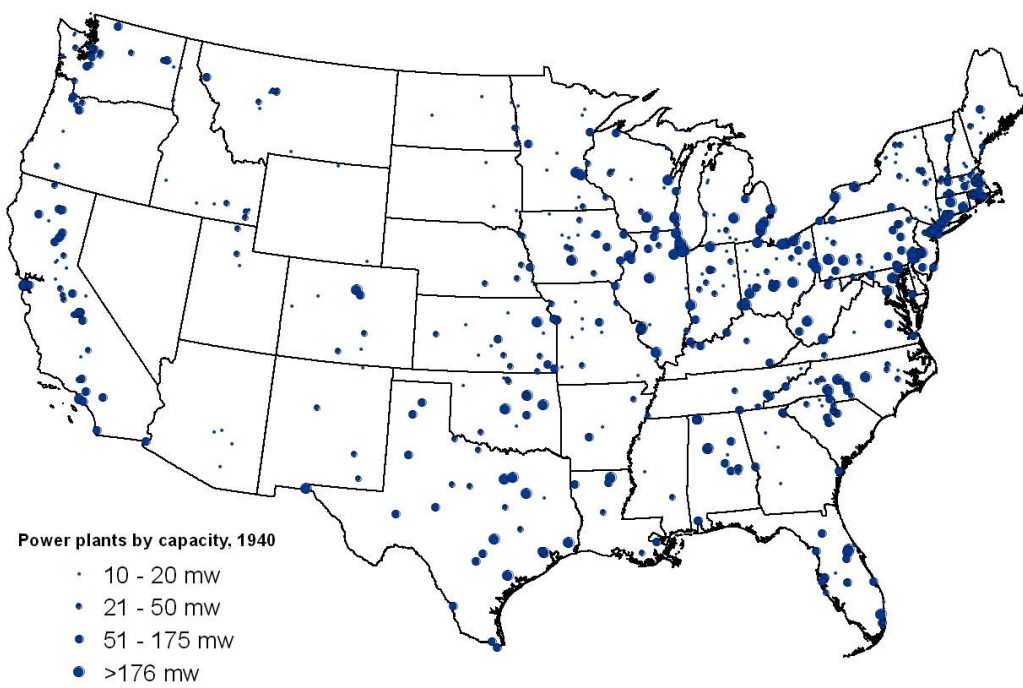 Power plants by capacity, 1940
10 - 20 mw
21 - 50 mw
51 - 175 mw
>176 mw